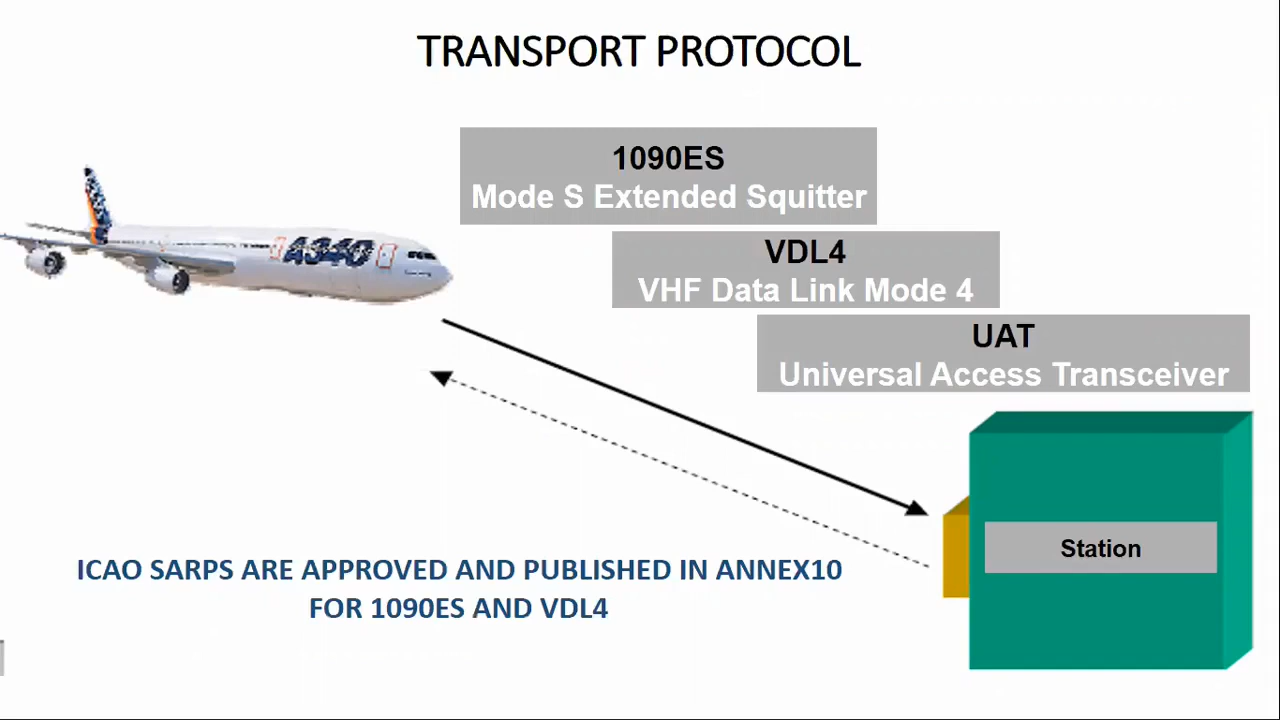 TRANSPORT PROTOCOL
1090ES
Mode S Extended Squitter
VDL4
VHF Data Link Mode 4
UAT
Universal Access Transceiver
A340
Station
ICAO SARPS ARE APPROVED AND PUBLISHED IN ANNEX10
FOR 1090ES AND VDL4